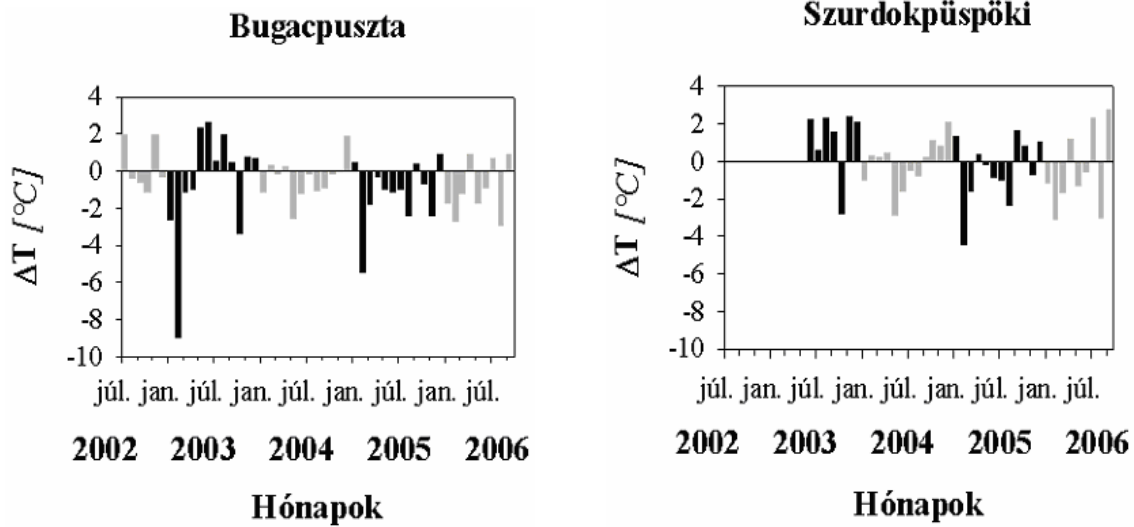 Bugacpuszta
4
2
0
-2
-4
-6
-8
-10
ΔT [°C]
júl. jan. júl. jan. júl. jan. júl. jan. júl.
2002 2003 2004 2005 2006
Hónapok
Szurdokpüspöki
4
2
0
-2
-4
-6
-8
-10
ΔT [°C]
júl. jan. júl. jan. júl. jan. júl. jan. júl.
2002 2003 2004 2005 2006
Hónapok